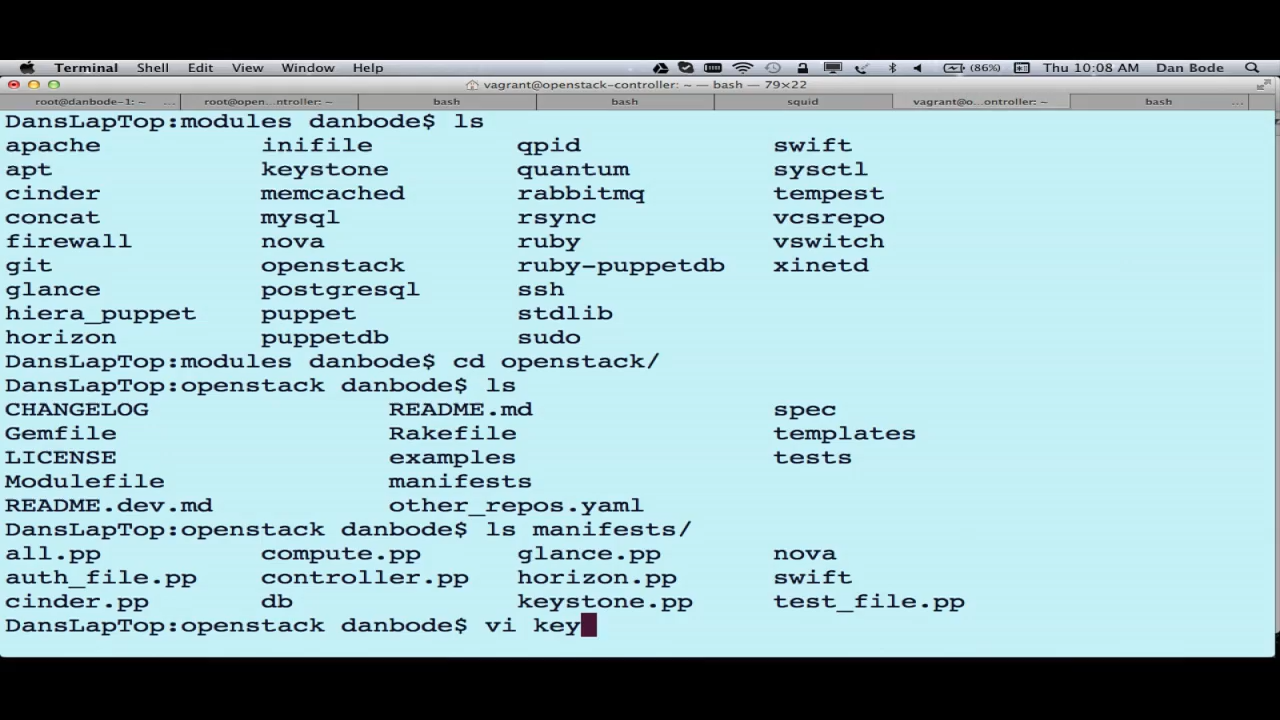 Terminal Shell Edit View Window Help (86%) Thu 10:08 AM Dan Bode
vagrant@openstack-controller: ~ — bash — 79×22
root@danbode-1: ~ ... root@open...ntroller: ~ bash bash squid vagrant@o...ontroller: ~ bash ...
DansLapTop:modules danbode$ ls
apache inifile qpid swift
apt keystone quantum sysctl
cinder memcached rabbitmq tempest
concat mysql rsync vcsrepo
firewall nova ruby vswitch
git openstack ruby-puppetdb xinetd
glance postgresql ssh
hiera_puppet puppet stdlib
horizon puppetdb sudo
DansLapTop:modules danbode$ cd openstack/
DansLapTop:openstack danbode$ ls
CHANGELOG README.md spec
Gemfile Rakefile templates
LICENSE examples tests
Modulefile manifests
README.dev.md other_repos.yaml
DansLapTop:openstack danbode$ ls manifests/
all.pp compute.pp glance.pp nova
auth_file.pp controller.pp horizon.pp swift
cinder.pp db keystone.pp test_file.pp
DansLapTop:openstack danbode$ vi key